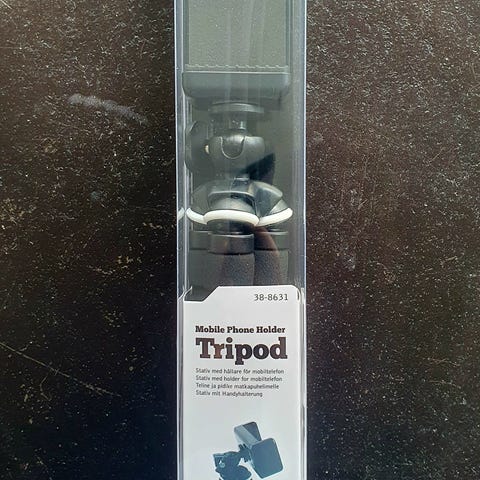 38-8631
Mobile Phone Holder
Tripod
Stativ med hållare för mobiltelefon
Stativ med holder for mobiltelefon
Teline ja pidike matkapuhelimelle
Stativ mit Handyhalterung